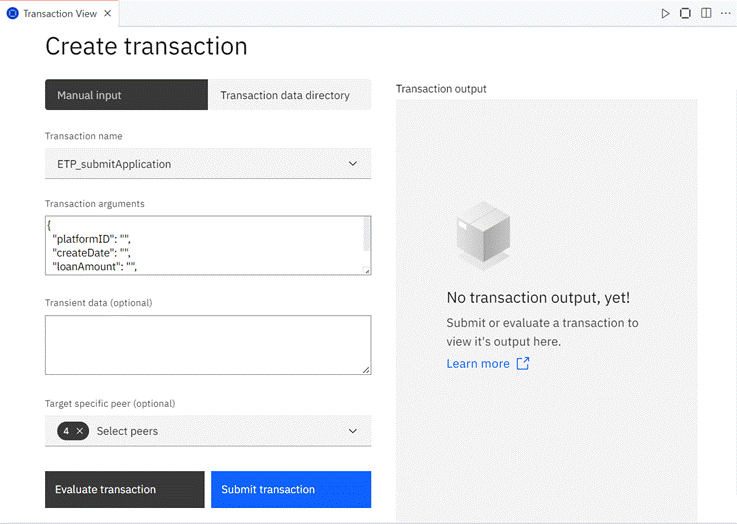 Transaction View
Create transaction
Manual input
Transaction data directory
Transaction name
ETP_submitApplication
Transaction arguments
{
"platformID": "",
"createDate": "",
"loanAmount": "",
Transient data (optional)
Target specific peer (optional)
4 × Select peers
Evaluate transaction
Submit transaction
Transaction output
No transaction output, yet!
Submit or evaluate a transaction to
view it's output here.
Learn more